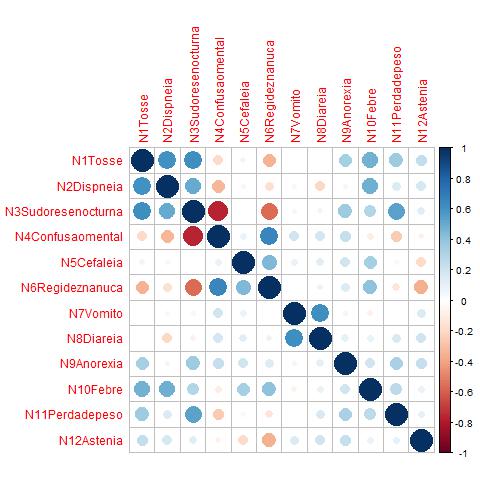 N1Tosse
N2Dispneia
N3Sudoresenocturna
N4Confusaomental
N5Cefaleia
N6Regideznanuca
N7Vomito
N8Diareia
N9Anorexia
N10Febre
N11Perdadepeso
N12Astenia
N1Tosse
N2Dispneia
N3Sudoresenocturna
N4Confusaomental
N5Cefaleia
N6Regideznanuca
N7Vomito
N8Diareia
N9Anorexia
N10Febre
N11Perdadepeso
N12Astenia
1
0.8
0.6
0.4
0.2
0
-0.2
-0.4
-0.6
-0.8
-1